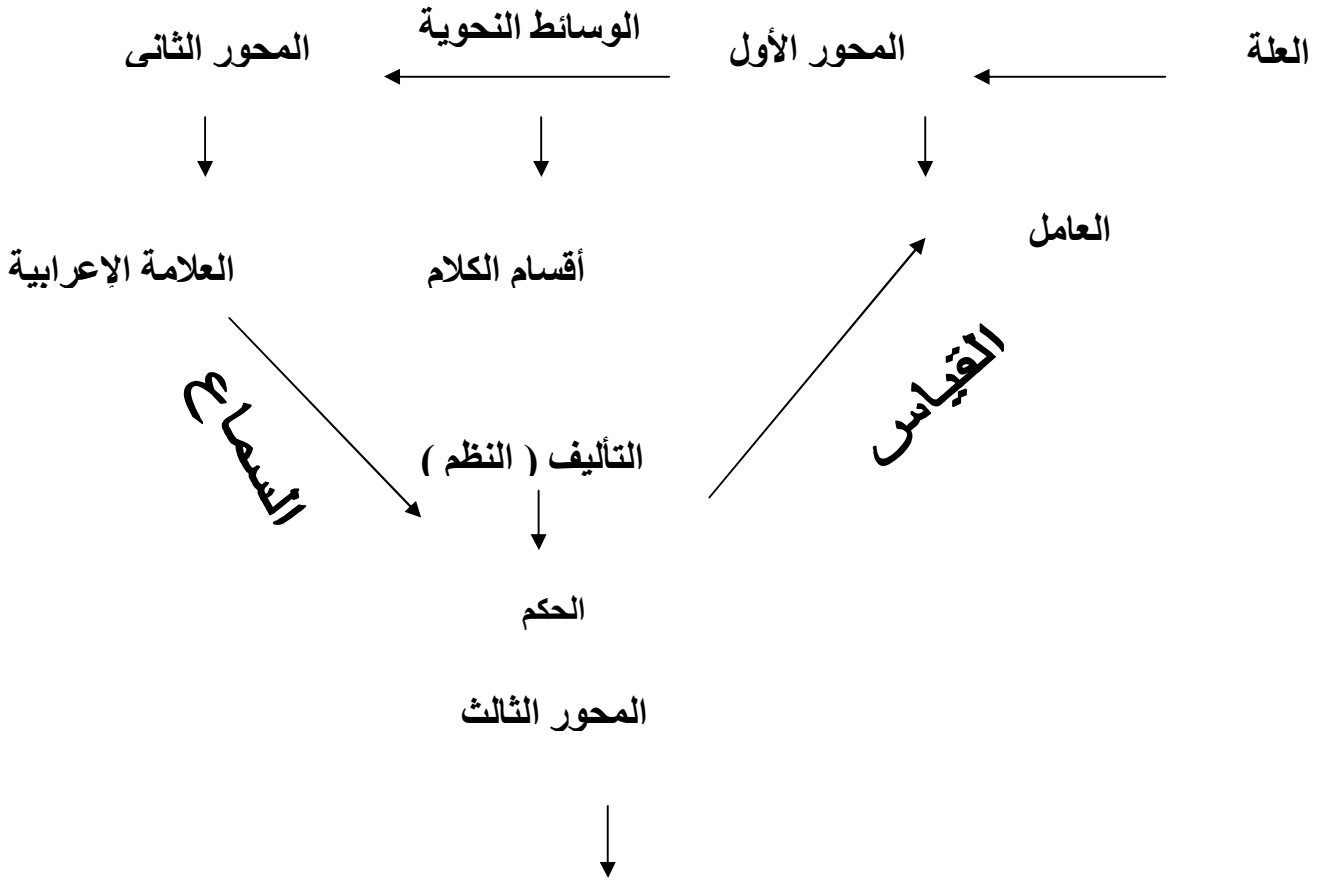 العلة
المحور الأول
الوسائط النحوية
المحور الثانى
العامل
أقسام الكلام
العلامة الإعرابية
القياس
السماع
التأليف ( النظم )
الحكم
المحور الثالث